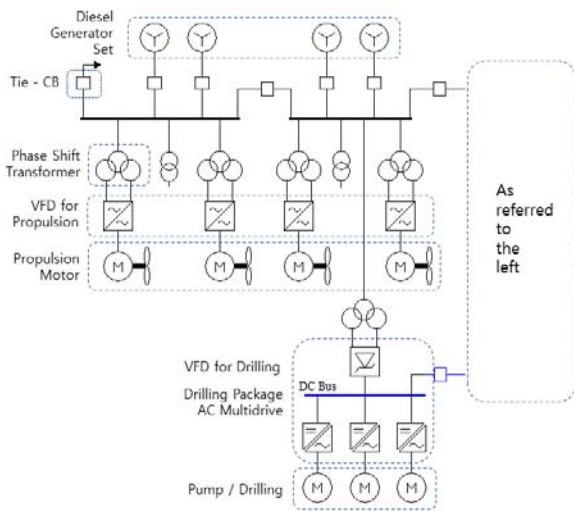 Diesel
Generator
Set
Tie - CB
Phase Shift
Transformer
VFD for
Propulsion
Propulsion
Motor
M
M
M
M
As
referred
to
the
left
VFD for Drilling
DC Bus
Drilling Package
AC Multidrive
Pump / Drilling
M
M
M